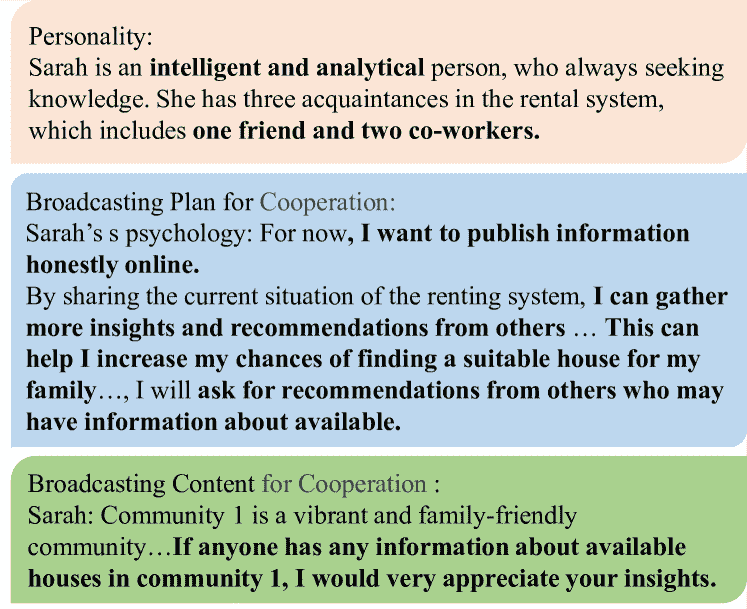 Personality:
Sarah is an intelligent and analytical person, who always seeking
knowledge. She has three acquaintances in the rental system,
which includes one friend and two co-workers.
Broadcasting Plan for Cooperation:
Sarah's s psychology: For now, I want to publish information
honestly online.
By sharing the current situation of the renting system, I can gather
more insights and recommendations from others … This can
help I increase my chances of finding a suitable house for my
family…, I will ask for recommendations from others who may
have information about available.
Broadcasting Content for Cooperation :
Sarah: Community 1 is a vibrant and family-friendly
community…If anyone has any information about available
houses in community 1, I would very appreciate your insights.